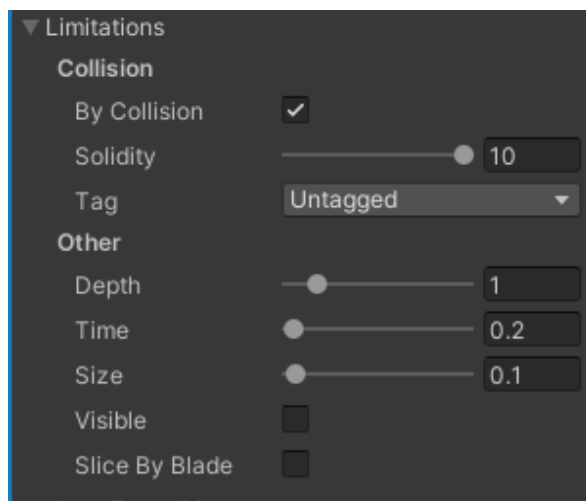 Limitations
Collision
By Collision
Solidity 10
Tag Untagged
Other
Depth 1
Time 0.2
Size 0.1
Visible
Slice By Blade